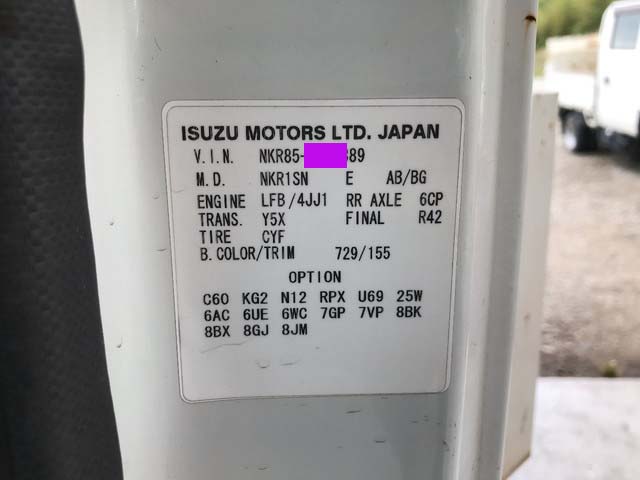 ISUZU MOTORS LTD. JAPAN
V.I.N. NKR85- 89
M.D. NKR1SN E AB/BG
ENGINE LFB/4JJ1 RR AXLE 6CP
TRANS. Y5X FINAL R42
TIRE CYF
B.COLOR/TRIM 729/155
OPTION
C60 KG2 N12 RPX U69 25W
6AC 6UE 6WC 7GP 7VP 8BK
8BX 8GJ 8JM